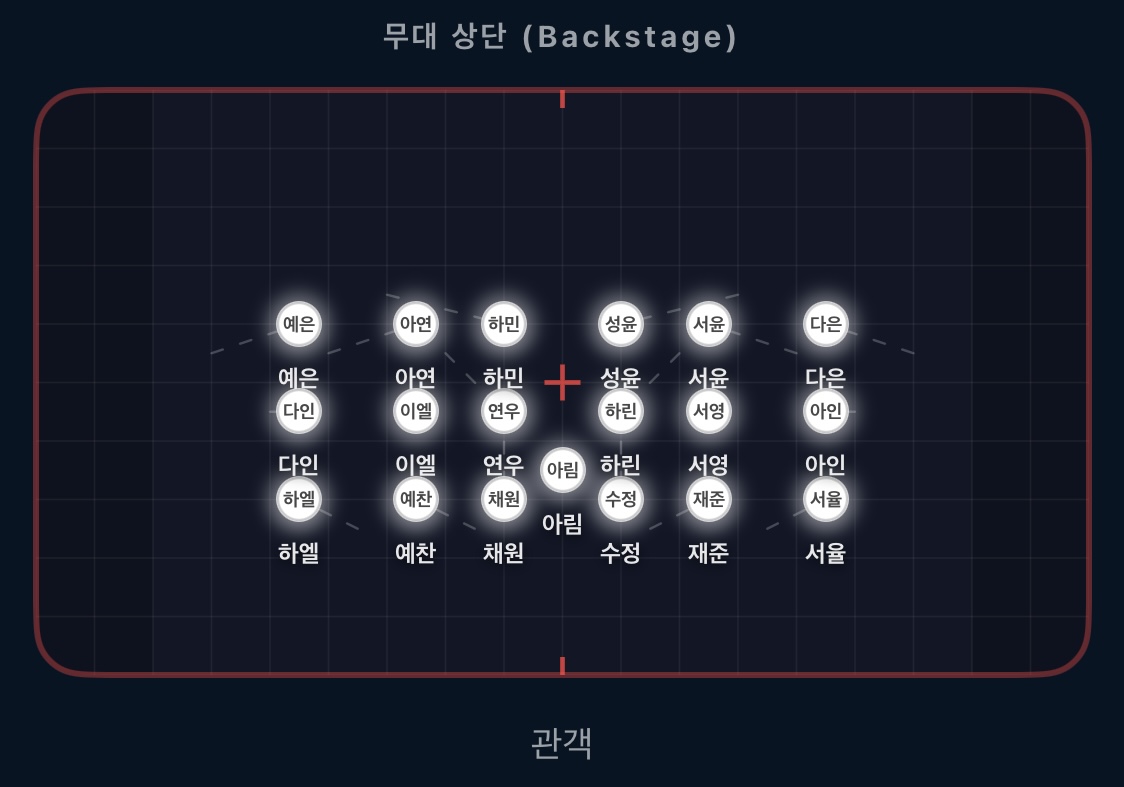 무대 상단 (Backstage)
예은 아연 하민 성윤 서윤 다은
예은 아연 하민 성윤 서윤 다은
다인 이엘 연우 하린 서영 아인
다인 이엘 연우 아림 하린 서영 아인
하엘 예찬 채원 수정 재준 서율
아림
하엘 예찬 채원 수정 재준 서율
관객